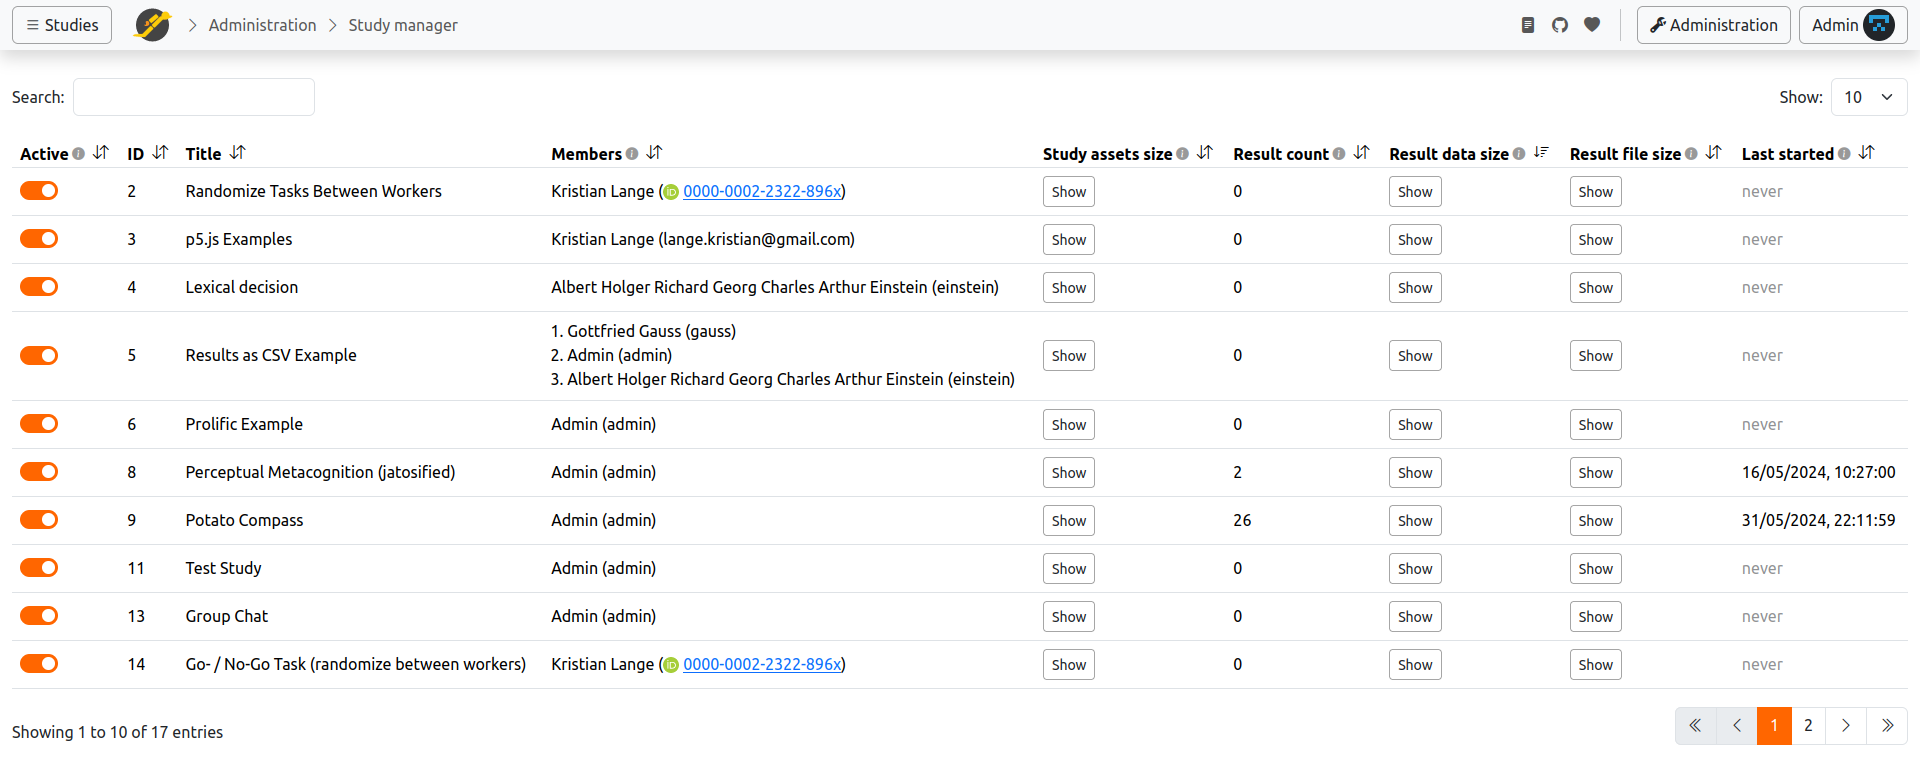 Studies Administration Study manager Administration Admin
Search: Show: 10
Active ID Title Members Study assets size Result count Result data size Result file size Last started
2 Randomize Tasks Between Workers Kristian Lange (iD 0000-0002-2322-896x) Show 0 Show Show never
3 p5.js Examples Kristian Lange (lange.kristian@gmail.com) Show 0 Show Show never
4 Lexical decision Albert Holger Richard Georg Charles Arthur Einstein (einstein) Show 0 Show Show never
1. Gottfried Gauss (gauss)
5 Results as CSV Example 2. Admin (admin) Show 0 Show Show never
3. Albert Holger Richard Georg Charles Arthur Einstein (einstein)
6 Prolific Example Admin (admin) Show 0 Show Show never
8 Perceptual Metacognition (jatosified) Admin (admin) Show 2 Show Show 16/05/2024, 10:27:00
9 Potato Compass Admin (admin) Show 26 Show Show 31/05/2024, 22:11:59
11 Test Study Admin (admin) Show 0 Show Show never
13 Group Chat Admin (admin) Show 0 Show Show never
14 Go- / No-Go Task (randomize between workers) Kristian Lange (iD 0000-0002-2322-896x) Show 0 Show Show never
Showing 1 to 10 of 17 entries 1 2